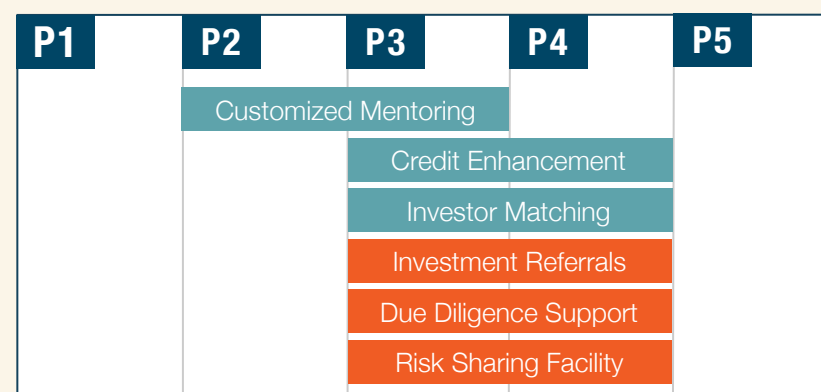 P1 P2 P3 P4 P5
Customized Mentoring
Credit Enhancement
Investor Matching
Investment Referrals
Due Diligence Support
Risk Sharing Facility